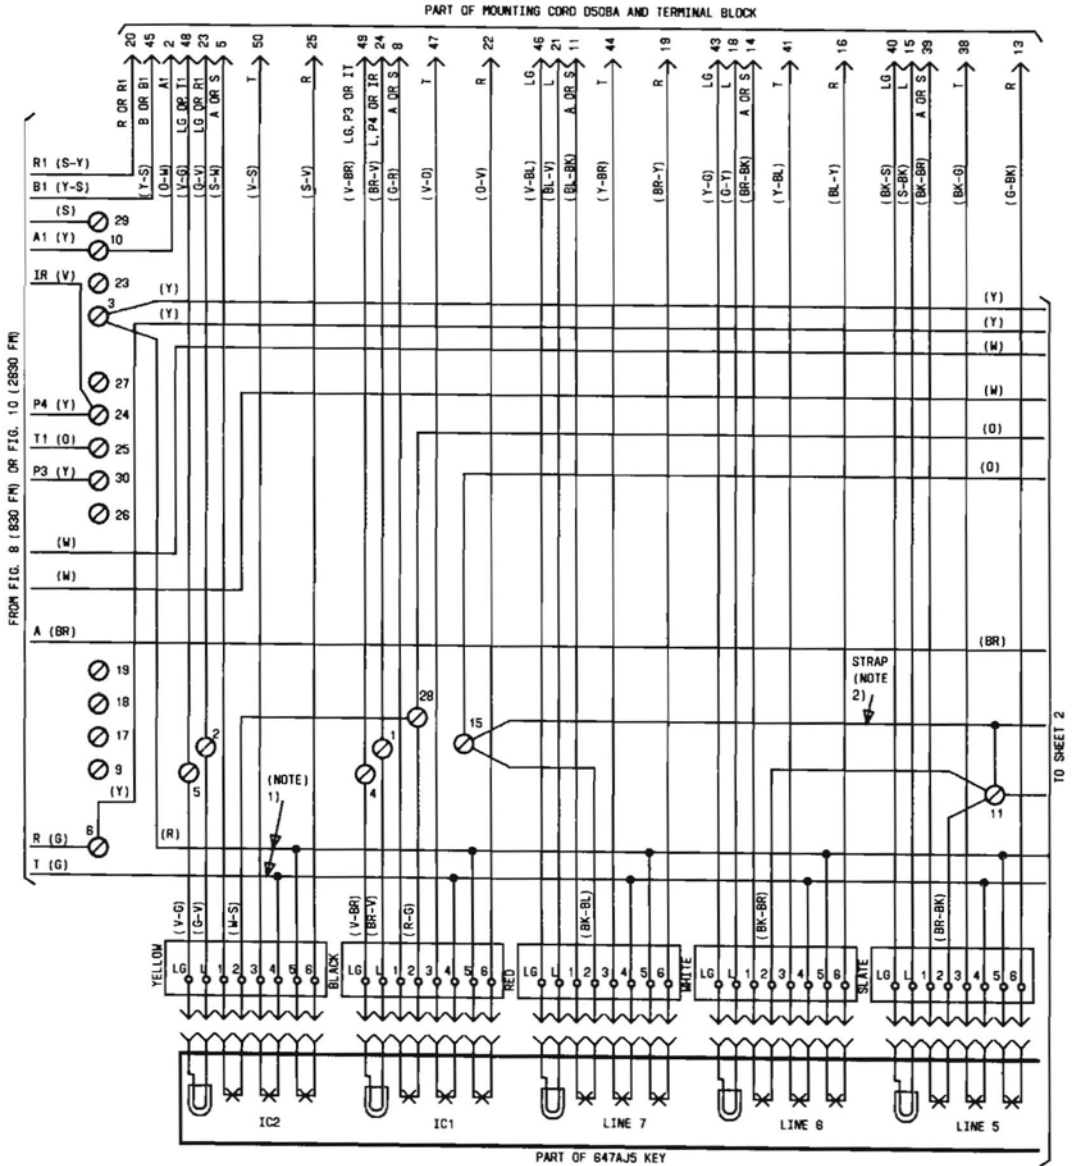 PART OF MOUNTING CORD D50BA AND TERMINAL BLOCK
20 45 2 48 23 5 50 25 49 24 8 47 22 46 21 11 44 19 43 18 14 41 16 40 15 39 38 13
R OR R1
B OR B1
A1
LG OR T1
LG OR R1
A OR S
T
R
LG, P3 OR IT
L, P4 OR IR
A OR S
T
R
LG
L
A OR S
T
R
LG
L
A OR S
T
R
LG
L
A OR S
T
R
(Y-S) (O-W) (V-G) (G-V) (S-W) (V-S) (S-V) (V-BR) (BR-V) (G-R) (V-O) (O-V) (V-BL) (BL-V) (BL-BK) (Y-BR) (BR-Y) (Y-G) (G-Y) (BR-BK) (Y-BL) (BL-Y) (BK-S) (S-BK) (BK-BR) (BK-G) (G-BK)
FROM FIG. 8 (830 FM) OR FIG. 10 (2830 FM)
R1 (S-Y)
B1 (Y-S)
(S) 29
A1 (Y) 10
IR (V) 23
3 (Y) (Y)
(Y)
(Y)
(W)
27
P4 (Y) 24
(W)
T1 (O) 25
(O)
P3 (Y) 30
(O)
26
(W)
(W)
A (BR)
(BR)
19
18
17
9
(Y)
28
15
2
1
5
4
STRAP
(NOTE
2)
11
(NOTE
1)
TO SHEET 2
6
R (G)
(R)
T (G)
(V-G) (G-V) (W-S) (V-BR) (BR-V) (R-G) (BK-BL) (BK-BR) (BR-BK)
YELLOW
LG L 1 2 3 4 5 6
BLACK
LG L 1 2 3 4 5 6
RED
LG L 1 2 3 4 5 6
WHITE
LG L 1 2 3 4 5 6
SLATE
LG L 1 2 3 4 5 6
IC2
IC1
LINE 7
LINE 6
LINE 5
PART OF 647AJ5 KEY